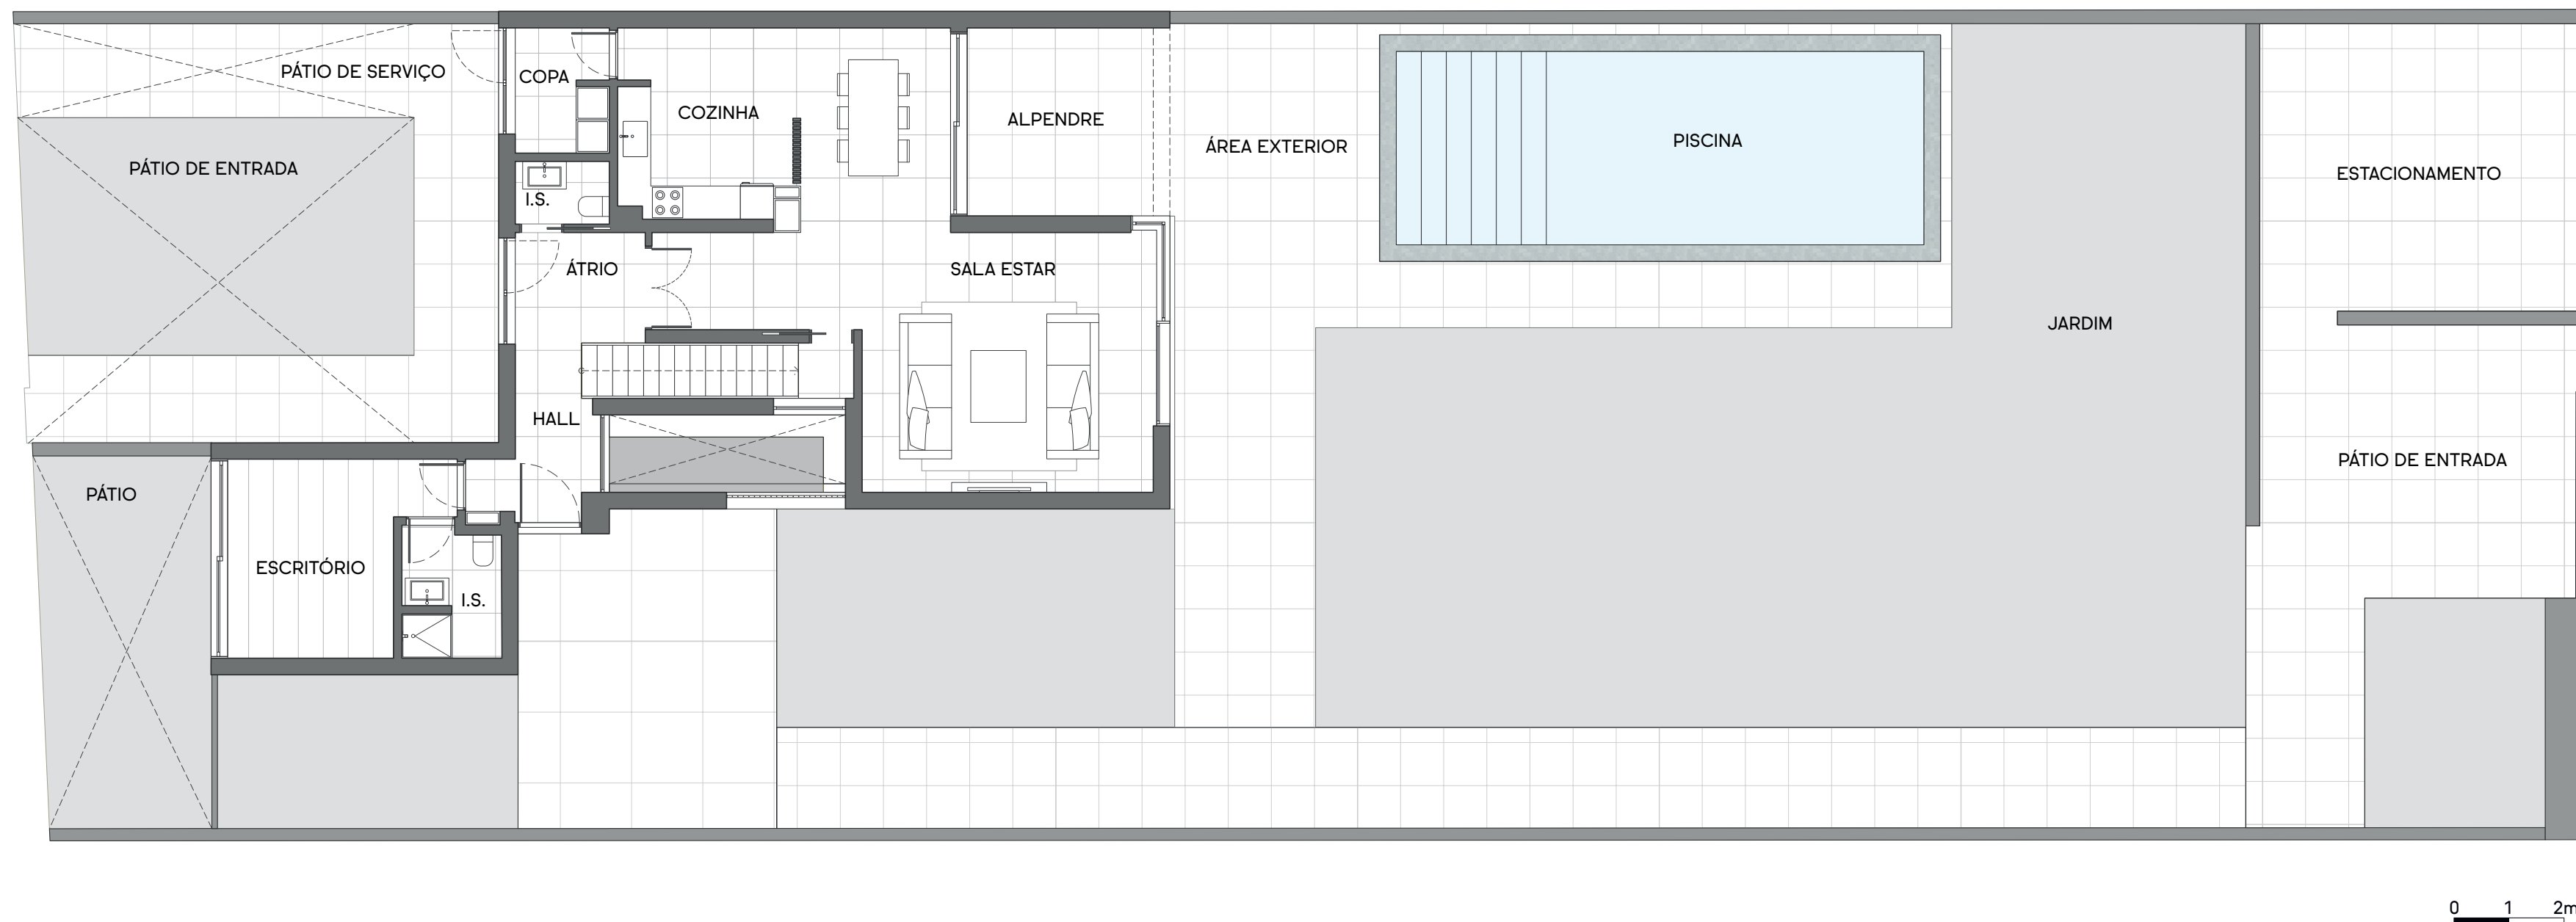 PÁTIO DE SERVIÇO
COPA
COZINHA
ALPENDRE
ÁREA EXTERIOR
PISCINA
PÁTIO DE ENTRADA
ESTACIONAMENTO
I.S.
ÁTRIO
SALA ESTAR
JARDIM
HALL
PÁTIO DE ENTRADA
PÁTIO
ESCRITÓRIO
I.S.
0 1 2m